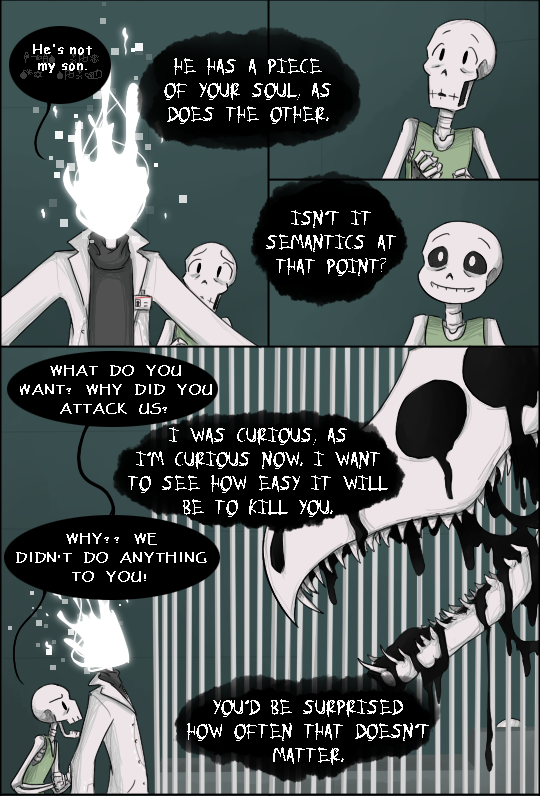 He's not
my son.
HE HAS A PIECE
OF YOUR SOUL, AS
DOES THE OTHER.
ISN'T IT
SEMANTICS AT
THAT POINT?
WHAT DO YOU
WANT? WHY DID YOU
ATTACK US?
I WAS CURIOUS, AS
I'M CURIOUS NOW. I WANT
TO SEE HOW EASY IT WILL
BE TO KILL YOU.
WHY?? WE
DIDN'T DO ANYTHING
TO YOU!
YOU'D BE SURPRISED
HOW OFTEN THAT DOESN'T
MATTER.